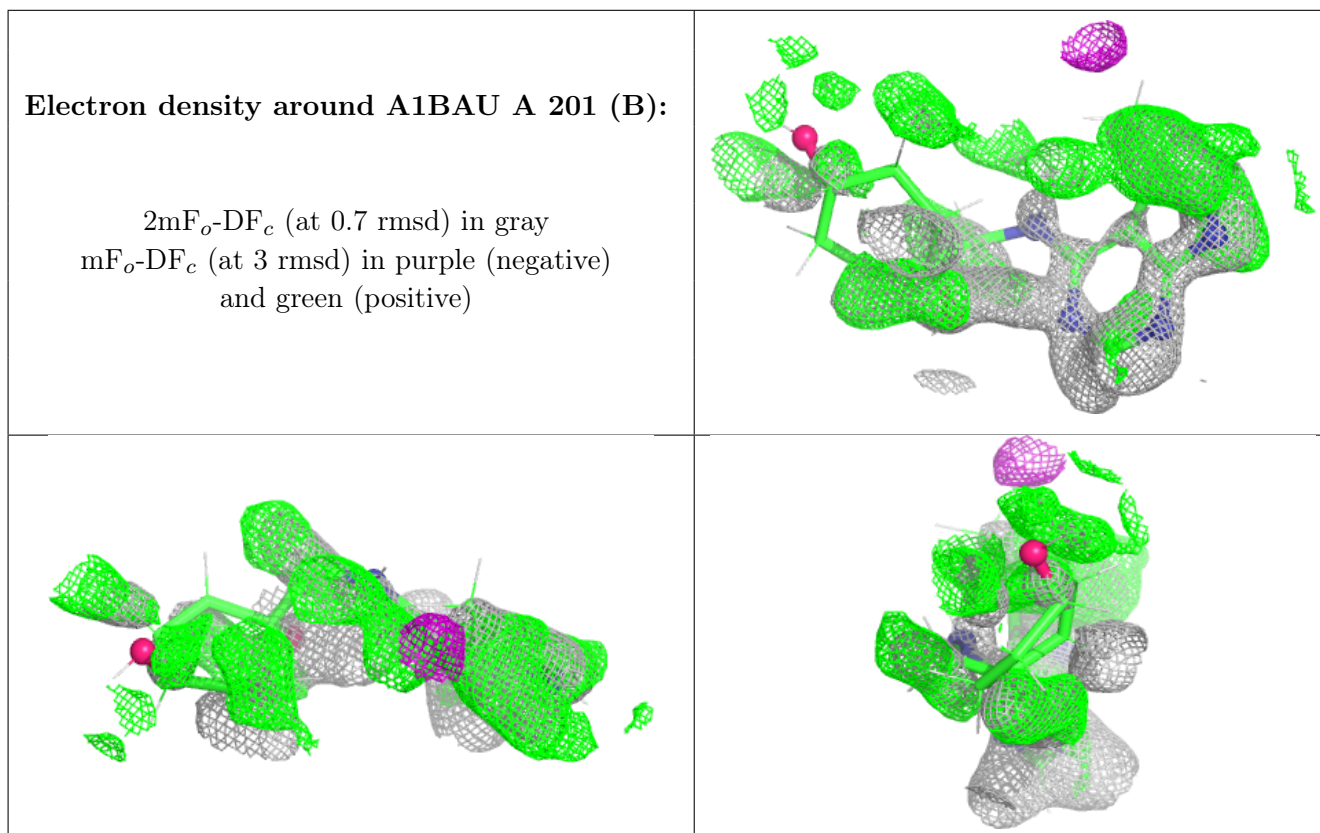 Electron density around A1BAU A 201 (B):
2mFₒ-DF𝒸 (at 0.7 rmsd) in gray
mFₒ-DF𝒸 (at 3 rmsd) in purple (negative)
and green (positive)